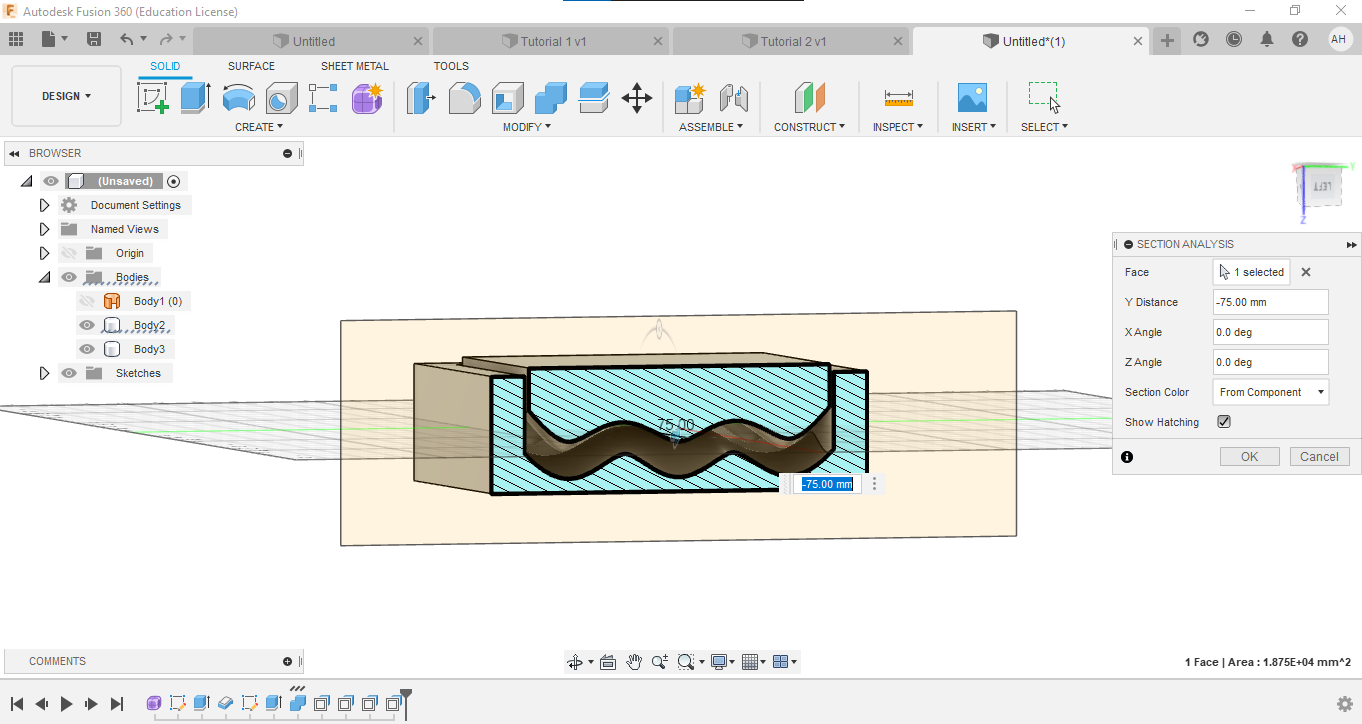 Autodesk Fusion 360 (Education License)
Untitled
Tutorial 1 v1
Tutorial 2 v1
Untitled*(1)
AH
SOLID
SURFACE
SHEET METAL
TOOLS
DESIGN
CREATE
MODIFY
ASSEMBLE
CONSTRUCT
INSPECT
INSERT
SELECT
BROWSER
(Unsaved)
Document Settings
Named Views
Origin
Bodies
Body1 (0)
Body2
Body3
Sketches
X
Y
LEFT
Z
SECTION ANALYSIS
Face
1 selected
Y Distance
-75.00 mm
X Angle
0.0 deg
Z Angle
0.0 deg
Section Color
From Component
Show Hatching
OK
Cancel
75.00
-75.00 mm
COMMENTS
1 Face | Area : 1.875E+04 mm^2